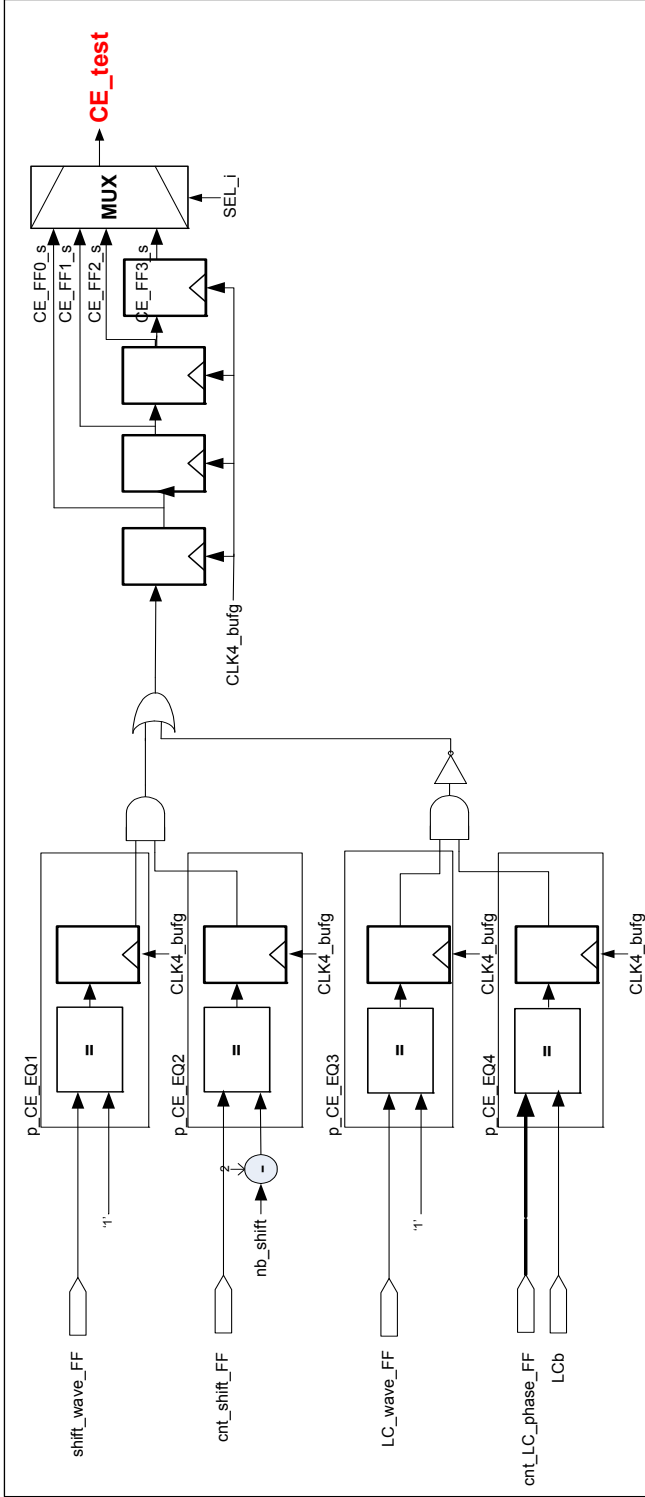 shift_wave_FF
'1'
p_CE_EQ1
=
CLK4_bufg
cnt_shift_FF
nb_shift
2
-
p_CE_EQ2
=
CLK4_bufg
LC_wave_FF
'1'
p_CE_EQ3
=
CLK4_bufg
cnt_LC_phase_FF
LCb
p_CE_EQ4
=
CLK4_bufg
CLK4_bufg
CE_FF0_s
CE_FF1_s
CE_FF2_s
CE_FF3_s
MUX
SEL_i
CE_test